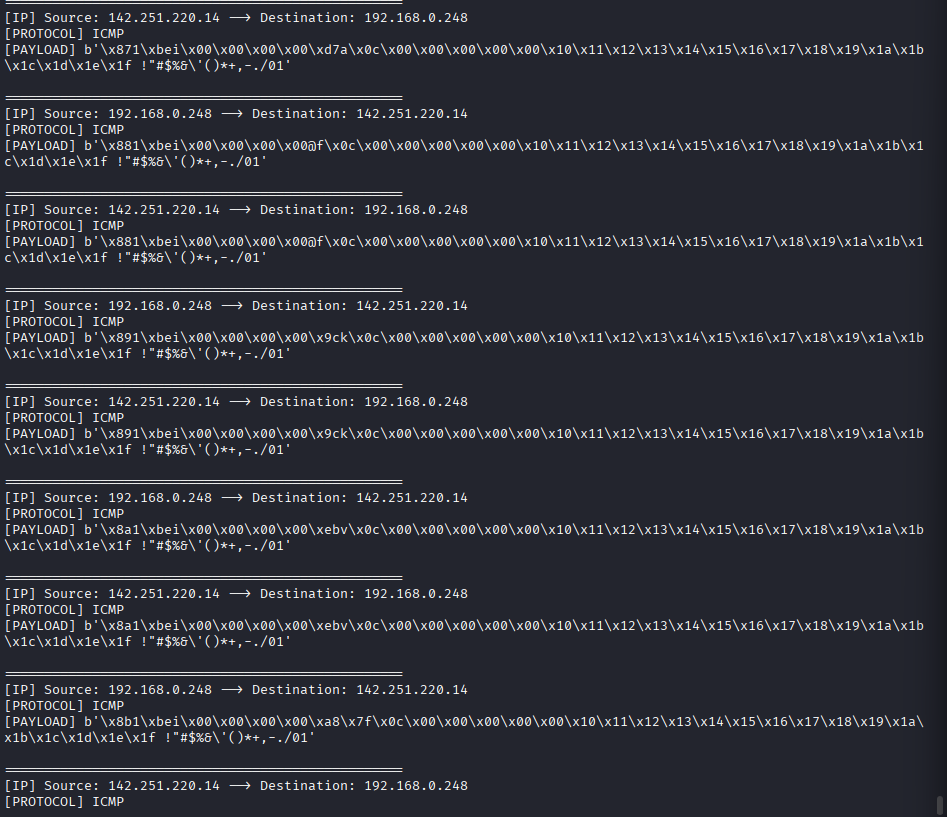 ══════════════════════════════════════════════════
[IP] Source: 142.251.220.14 —> Destination: 192.168.0.248
[PROTOCOL] ICMP
[PAYLOAD] b'\x871\xbei\x00\x00\x00\x00\xd7a\x0c\x00\x00\x00\x00\x00\x10\x11\x12\x13\x14\x15\x16\x17\x18\x19\x1a\x1b
\x1c\x1d\x1e\x1f !"#$%&\'()*+,-./01'
══════════════════════════════════════════════════
[IP] Source: 192.168.0.248 —> Destination: 142.251.220.14
[PROTOCOL] ICMP
[PAYLOAD] b'\x881\xbei\x00\x00\x00\x00@f\x0c\x00\x00\x00\x00\x00\x10\x11\x12\x13\x14\x15\x16\x17\x18\x19\x1a\x1b\x1
c\x1d\x1e\x1f !"#$%&\'()*+,-./01'
══════════════════════════════════════════════════
[IP] Source: 142.251.220.14 —> Destination: 192.168.0.248
[PROTOCOL] ICMP
[PAYLOAD] b'\x881\xbei\x00\x00\x00\x00@f\x0c\x00\x00\x00\x00\x00\x10\x11\x12\x13\x14\x15\x16\x17\x18\x19\x1a\x1b\x1
c\x1d\x1e\x1f !"#$%&\'()*+,-./01'
══════════════════════════════════════════════════
[IP] Source: 192.168.0.248 —> Destination: 142.251.220.14
[PROTOCOL] ICMP
[PAYLOAD] b'\x891\xbei\x00\x00\x00\x00\x9ck\x0c\x00\x00\x00\x00\x00\x10\x11\x12\x13\x14\x15\x16\x17\x18\x19\x1a\x1b
\x1c\x1d\x1e\x1f !"#$%&\'()*+,-./01'
══════════════════════════════════════════════════
[IP] Source: 142.251.220.14 —> Destination: 192.168.0.248
[PROTOCOL] ICMP
[PAYLOAD] b'\x891\xbei\x00\x00\x00\x00\x9ck\x0c\x00\x00\x00\x00\x00\x10\x11\x12\x13\x14\x15\x16\x17\x18\x19\x1a\x1b
\x1c\x1d\x1e\x1f !"#$%&\'()*+,-./01'
══════════════════════════════════════════════════
[IP] Source: 192.168.0.248 —> Destination: 142.251.220.14
[PROTOCOL] ICMP
[PAYLOAD] b'\x8a1\xbei\x00\x00\x00\x00\xebv\x0c\x00\x00\x00\x00\x00\x10\x11\x12\x13\x14\x15\x16\x17\x18\x19\x1a\x1b
\x1c\x1d\x1e\x1f !"#$%&\'()*+,-./01'
══════════════════════════════════════════════════
[IP] Source: 142.251.220.14 —> Destination: 192.168.0.248
[PROTOCOL] ICMP
[PAYLOAD] b'\x8a1\xbei\x00\x00\x00\x00\xebv\x0c\x00\x00\x00\x00\x00\x10\x11\x12\x13\x14\x15\x16\x17\x18\x19\x1a\x1b
\x1c\x1d\x1e\x1f !"#$%&\'()*+,-./01'
══════════════════════════════════════════════════
[IP] Source: 192.168.0.248 —> Destination: 142.251.220.14
[PROTOCOL] ICMP
[PAYLOAD] b'\x8b1\xbei\x00\x00\x00\x00\xa8\x7f\x0c\x00\x00\x00\x00\x00\x10\x11\x12\x13\x14\x15\x16\x17\x18\x19\x1a\
x1b\x1c\x1d\x1e\x1f !"#$%&\'()*+,-./01'
══════════════════════════════════════════════════
[IP] Source: 142.251.220.14 —> Destination: 192.168.0.248
[PROTOCOL] ICMP